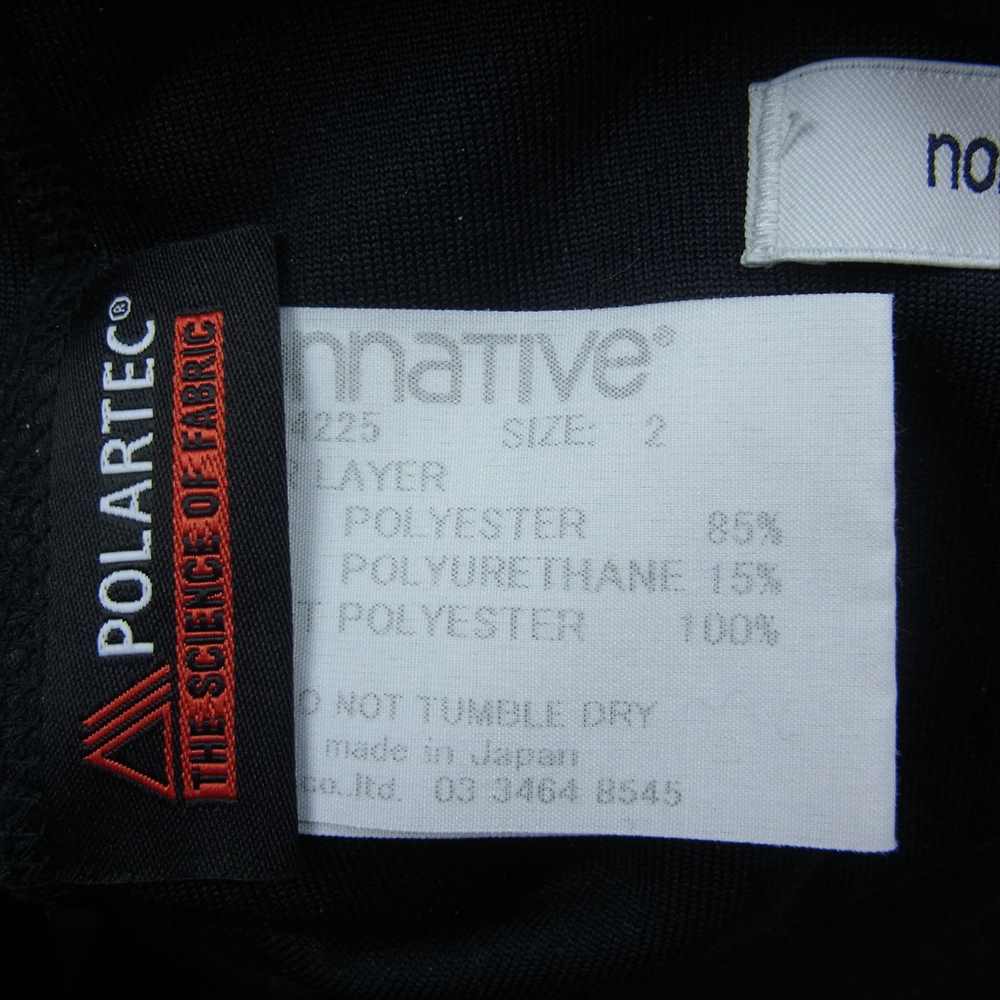 POLARTEC®
THE SCIENCE OF FABRIC
no
nnaTIVe®
4225 SIZE: 2
LAYER
POLYESTER 85%
POLYURETHANE 15%
T POLYESTER 100%
O NOT TUMBLE DRY
made in Japan
co.,ltd. 03 3464 8545